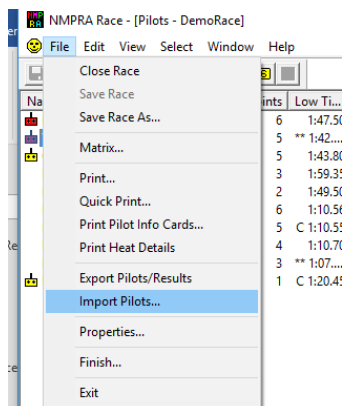 NMPRA Race - [Pilots - DemoRace]
File Edit View Select Window Help
Close Race
Save Race
Save Race As...
Matrix...
Print...
Quick Print...
Print Pilot Info Cards...
Print Heat Details
Export Pilots/Results
Import Pilots...
Properties...
Finish...
Exit
Na
ints Low Ti...
6 1:47.50
5 ** 1:42....
5 1:43.80
3 1:59.35
2 1:49.50
6 1:10.56
5 C 1:10.55
4 1:10.70
3 ** 1:07....
1 C 1:20.45